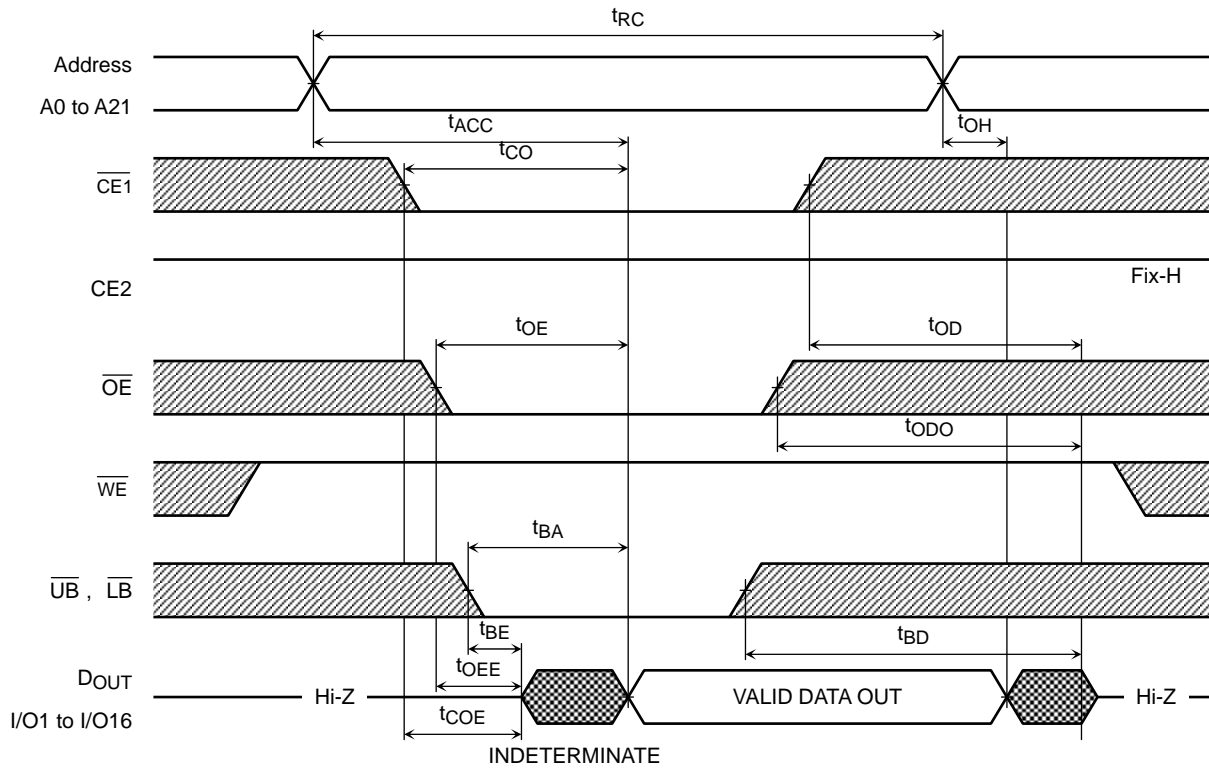 tRC
Address
A0 to A21
tACC
tOH
tCO
CE1
CE2
Fix-H
tOE
tOD
OE
tODO
WE
tBA
UB , LB
tBE
tBD
tOEE
DOUT
Hi-Z
VALID DATA OUT
Hi-Z
I/O1 to I/O16
tCOE
INDETERMINATE